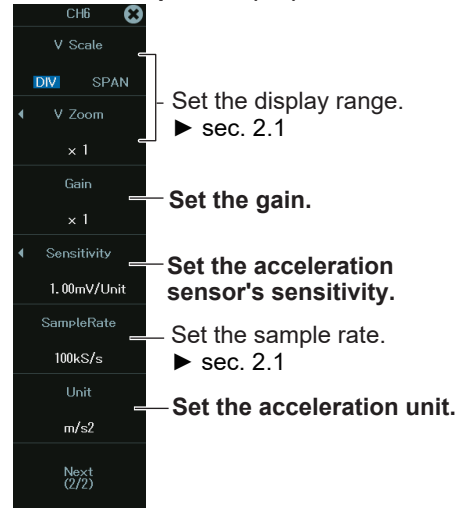 CH6
V Scale
DIV SPAN
V Zoom
× 1
Set the display range.
► sec. 2.1
Gain
× 1
Set the gain.
Sensitivity
1.00mV/Unit
Set the acceleration
sensor's sensitivity.
SampleRate
100kS/s
Set the sample rate.
► sec. 2.1
Unit
m/s2
Set the acceleration unit.
Next
(2/2)